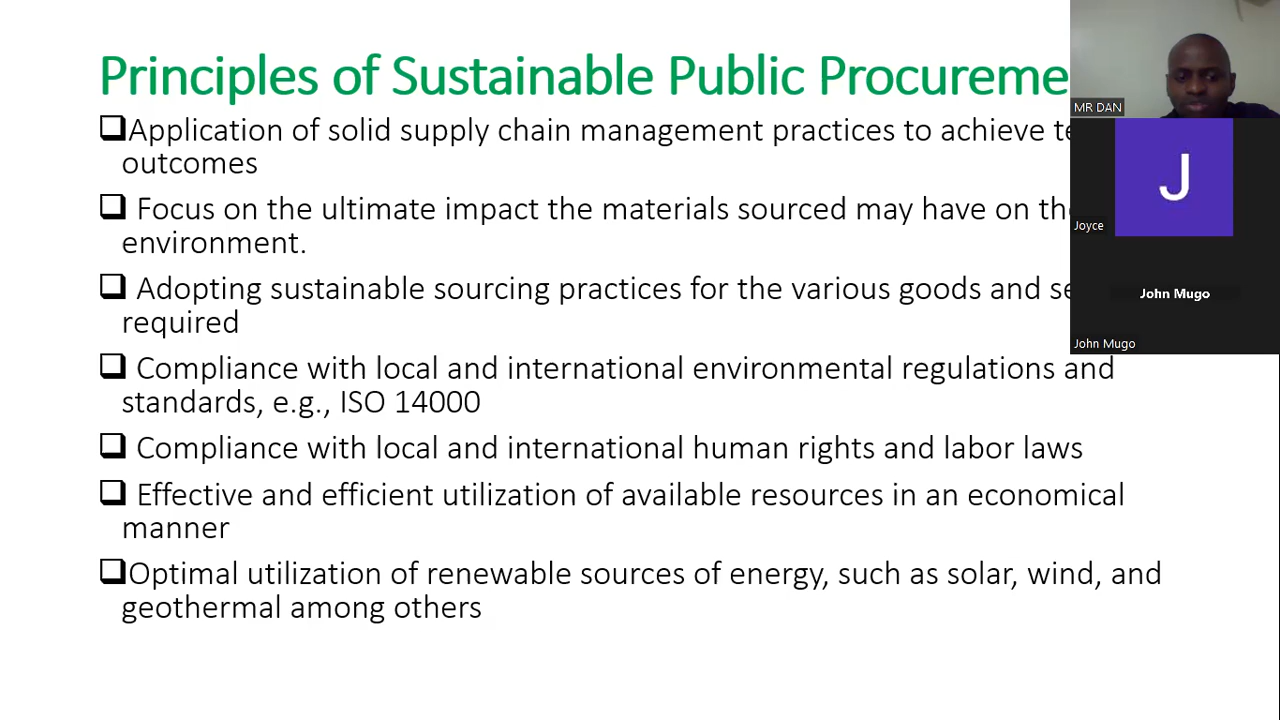 Principles of Sustainable Public Procureme
❑Application of solid supply chain management practices to achieve
outcomes
❑ Focus on the ultimate impact the materials sourced may have on
environment.
❑ Adopting sustainable sourcing practices for the various goods and
required
❑ Compliance with local and international environmental regulations and
standards, e.g., ISO 14000
❑ Compliance with local and international human rights and labor laws
❑ Effective and efficient utilization of available resources in an economical
manner
❑Optimal utilization of renewable sources of energy, such as solar, wind, and
geothermal among others
MR DAN
J
Joyce
John Mugo
John Mugo